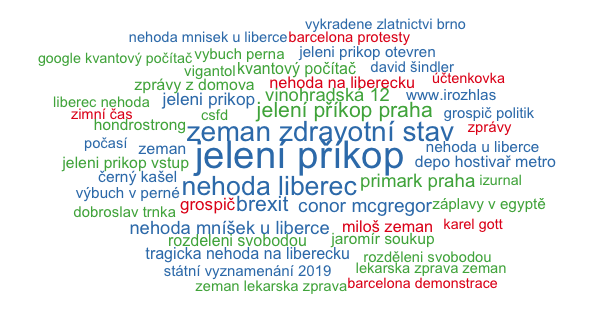 vykradene zlatnictvi brno
nehoda mnisek u liberce barcelona protesty
google kvantový počítač vybuch perna jeleni prikop otevren
vigantol kvantový počítač david šindler
zprávy z domova nehoda na liberecku účtenkovka
liberec nehoda jeleni prikop vinohradská 12 www.irozhlas
zimní čas csfd jelení příkop praha grospič politik
hondrostrong zeman zdravotní stav zprávy
počasí zeman jelení příkop nehoda u liberce
jeleni prikop vstup depo hostivař metro
černý kašel nehoda liberec primark praha izurnal
výbuch v perné grospič brexit conor mcgregor záplavy v egyptě
dobroslav trnka
nehoda mníšek u liberce miloš zeman karel gott
rozdeleni svobodou jaromír soukup
tragicka nehoda na liberecku rozděleni svobodou
státní vyznamenání 2019 lekarska zprava zeman
zeman lekarska zprava barcelona demonstrace